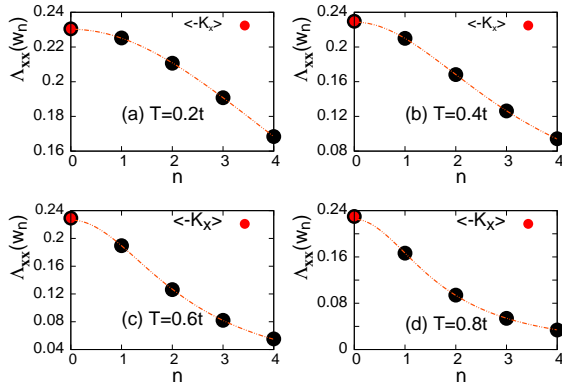 <-Kx>
Λxx(wn)
0.24
0.22
0.2
0.18
0.16
(a) T=0.2t
0 1 2 3 4
n
<-Kx>
Λxx(wn)
0.24
0.2
0.16
0.12
0.08
(b) T=0.4t
0 1 2 3 4
n
<-Kx>
Λxx(wn)
0.24
0.2
0.16
0.12
0.08
0.04
(c) T=0.6t
0 1 2 3 4
n
<-Kx>
Λxx(wn)
0.24
0.16
0.08
0
(d) T=0.8t
0 1 2 3 4
n